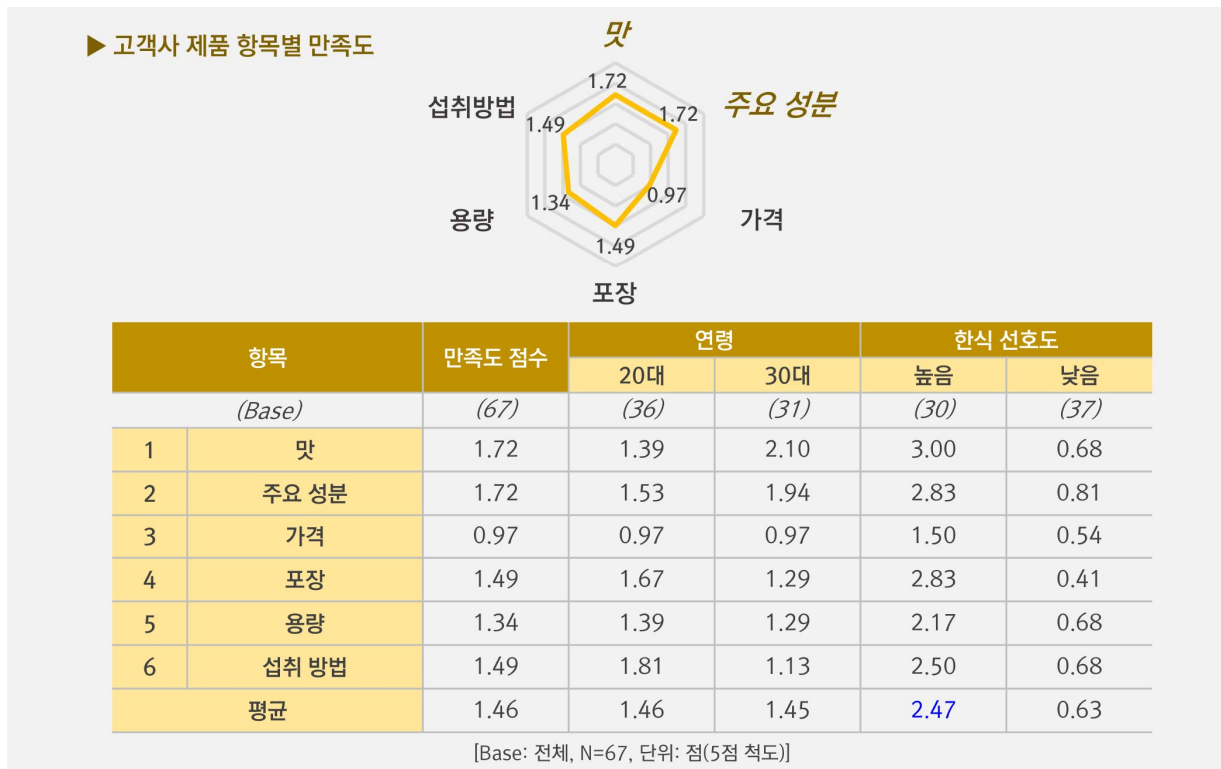 ▶ 고객사 제품 항목별 만족도
맛
1.72
섭취방법
1.49
주요 성분
1.72
용량
1.34
0.97
가격
1.49
포장
항목 만족도 점수 연령 한식 선호도
20대 30대 높음 낮음
(Base) (67) (36) (31) (30) (37)
1 맛 1.72 1.39 2.10 3.00 0.68
2 주요 성분 1.72 1.53 1.94 2.83 0.81
3 가격 0.97 0.97 0.97 1.50 0.54
4 포장 1.49 1.67 1.29 2.83 0.41
5 용량 1.34 1.39 1.29 2.17 0.68
6 섭취 방법 1.49 1.81 1.13 2.50 0.68
평균 1.46 1.46 1.45 2.47 0.63
[Base: 전체, N=67, 단위: 점(5점 척도)]